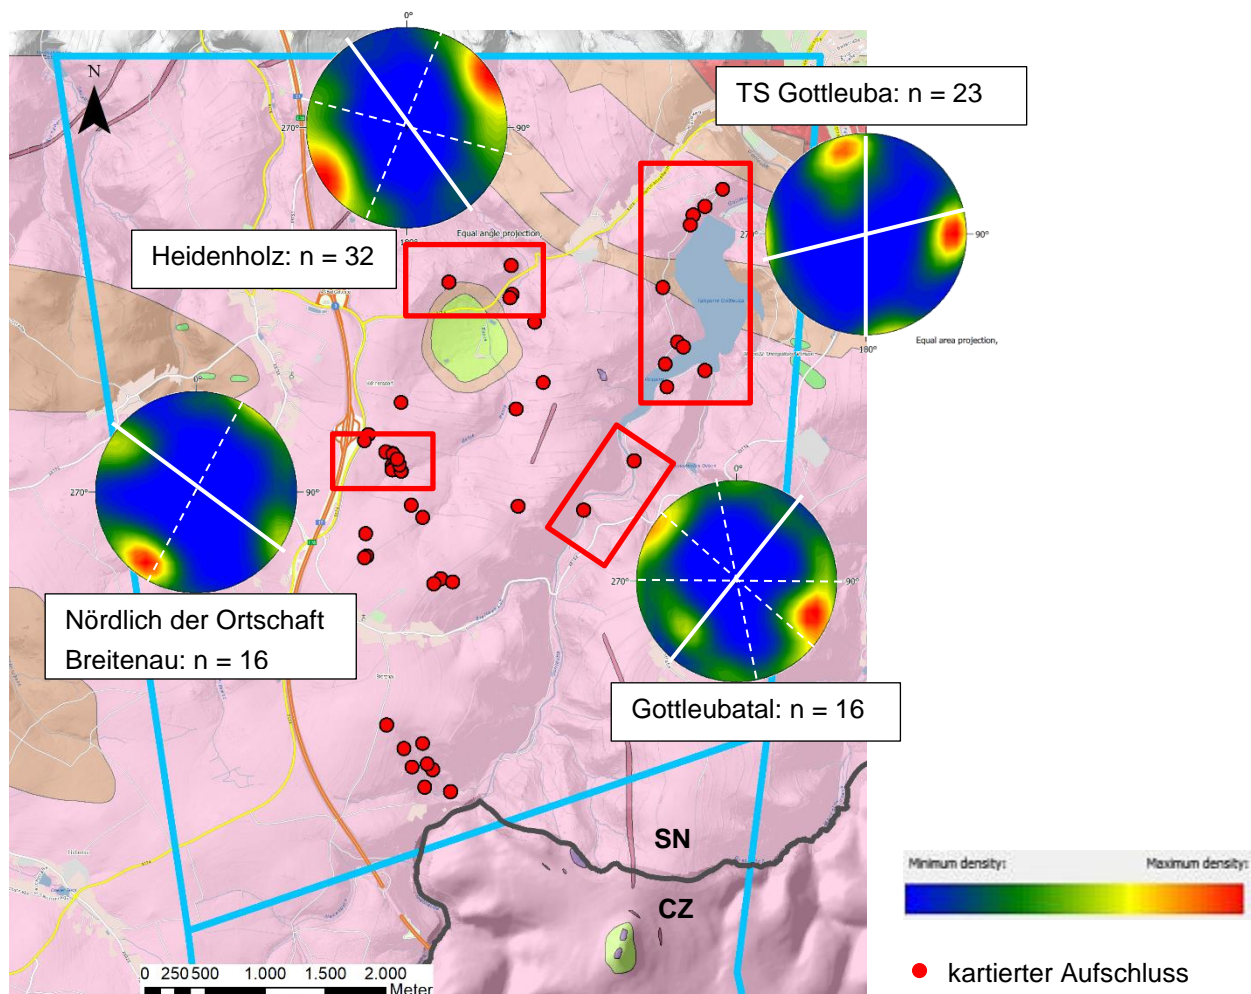 0°
N
TS Gottleuba: n = 23
270°
90°
Heidenholz: n = 32
180°
Equal angle projection,
270°
90°
180°
Equal area projection,
0°
270°
90°
0°
270°
90°
Nördlich der Ortschaft
Breitenau: n = 16
Gottleubatal: n = 16
SN
CZ
Minimum density:
Maximum density:
0 250 500 1.000 1.500 2.000
Meter
kartierter Aufschluss